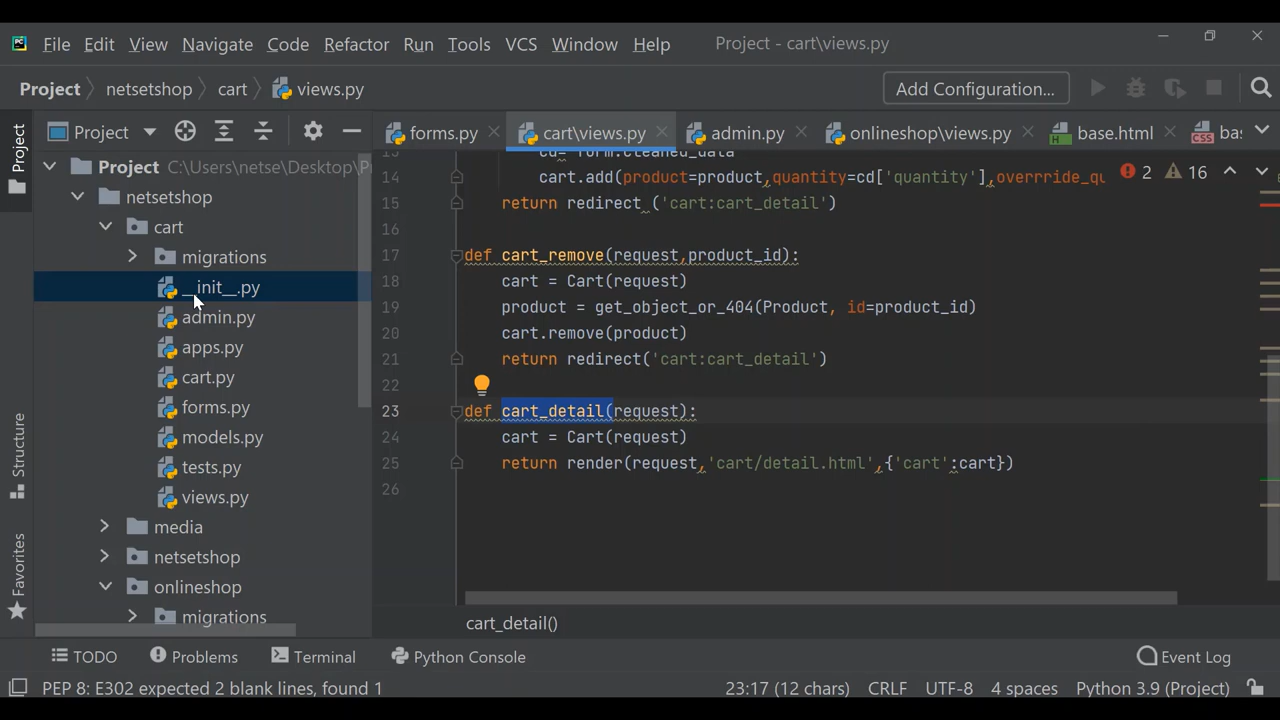 PC File Edit View Navigate Code Refactor Run Tools VCS Window Help Project - cart\views.py
Project netsetshop cart views.py Add Configuration...
Project forms.py cart\views.py admin.py onlineshop\views.py base.html bas
Project
Structure
Favorites
Project C:\Users\netse\Desktop\P
netsetshop
cart
migrations
__init__.py
admin.py
apps.py
cart.py
forms.py
models.py
tests.py
views.py
media
netsetshop
onlineshop
migrations
13 cd= form.cleaned_data
14 cart.add(product=product,quantity=cd['quantity'],overrride_qu 2 16
15 return redirect ('cart:cart_detail')
16
17 def cart_remove(request,product_id):
18 cart = Cart(request)
19 product = get_object_or_404(Product, id=product_id)
20 cart.remove(product)
21 return redirect('cart:cart_detail')
22
23 def cart_detail(request):
24 cart = Cart(request)
25 return render(request,'cart/detail.html',{'cart':cart})
26
cart_detail()
TODO Problems Terminal Python Console Event Log
PEP 8: E302 expected 2 blank lines, found 1 23:17 (12 chars) CRLF UTF-8 4 spaces Python 3.9 (Project)